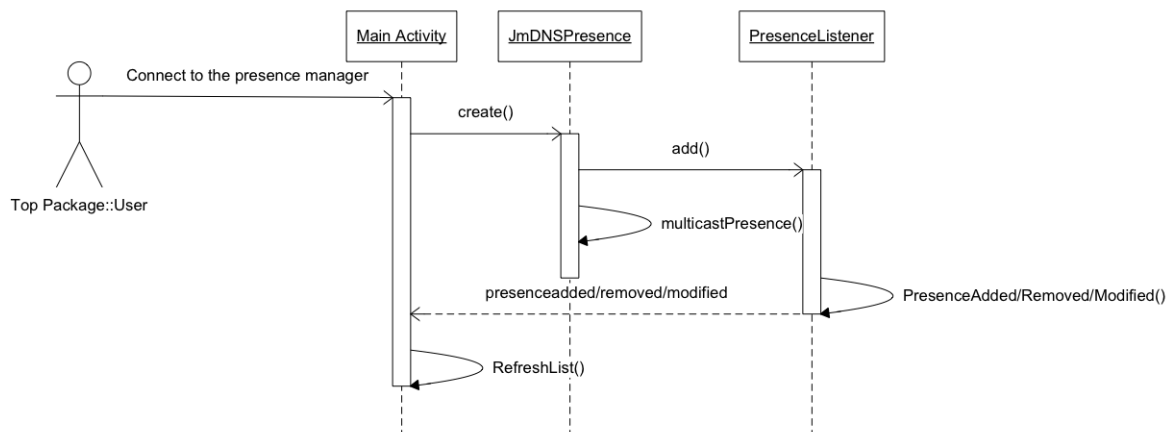 Main Activity
JmDNSPresence
PresenceListener
Connect to the presence manager
create()
add()
Top Package::User
multicastPresence()
presenceadded/removed/modified
PresenceAdded/Removed/Modified()
RefreshList()